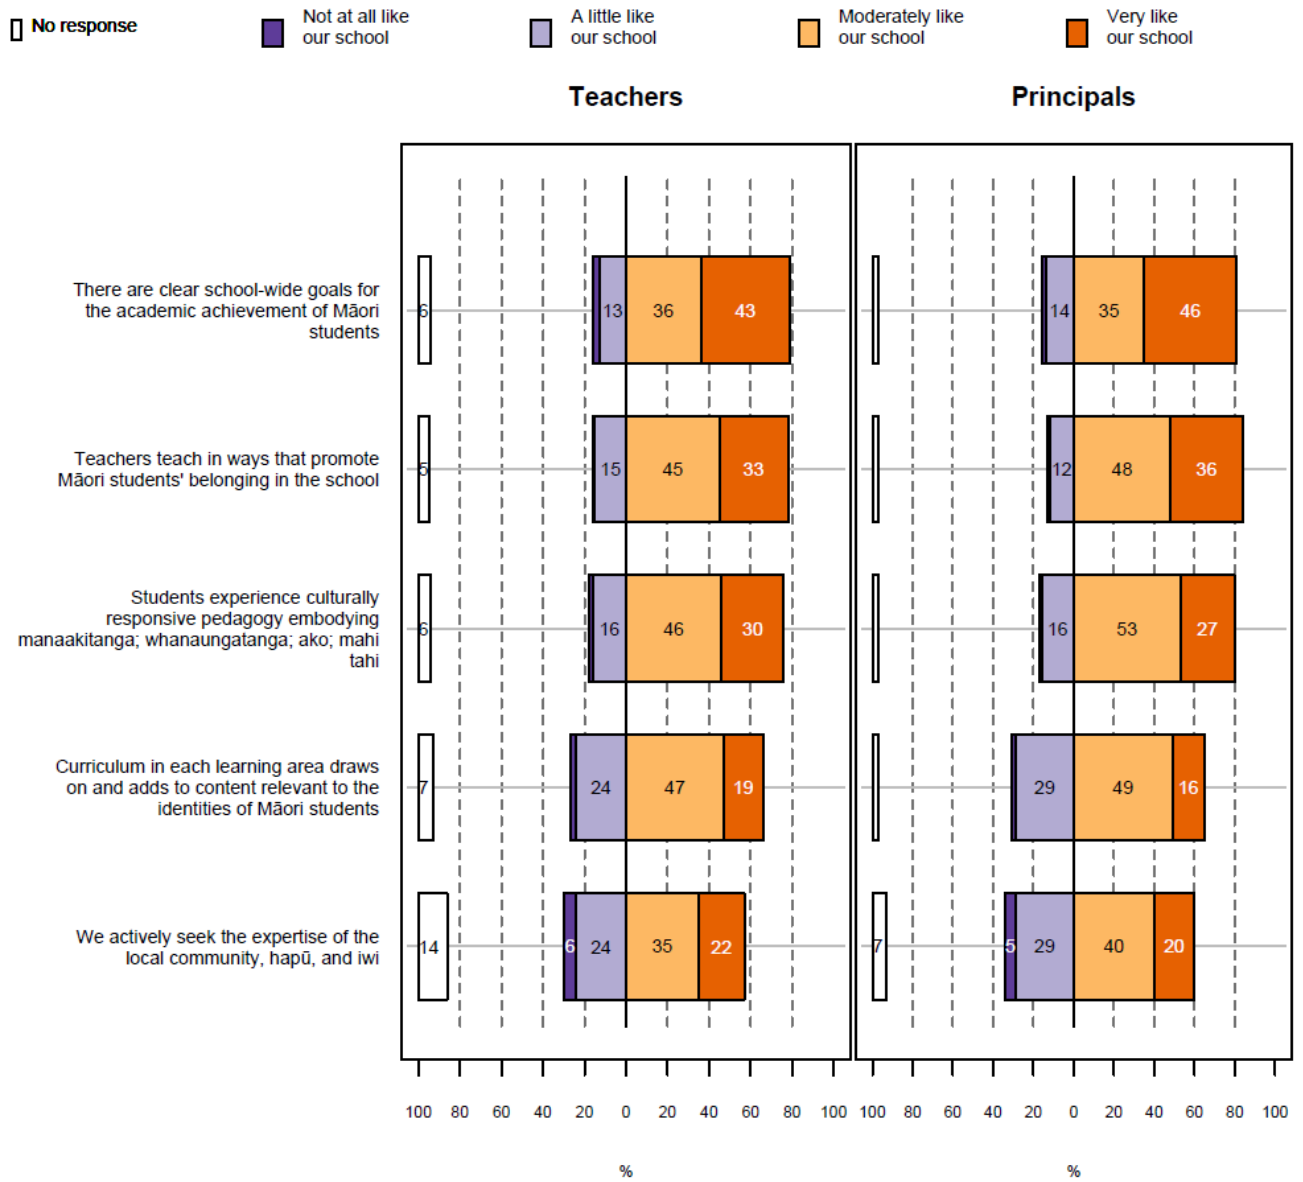 No response
Not at all like
our school
A little like
our school
Moderately like
our school
Very like
our school
Teachers
Principals
There are clear school-wide goals for
the academic achievement of Māori
students
6
13
36
43
14
35
46
Teachers teach in ways that promote
Māori students' belonging in the school
5
15
45
33
12
48
36
Students experience culturally
responsive pedagogy embodying
manaakitanga; whanaungatanga; ako; mahi
tahi
6
16
46
30
16
53
27
Curriculum in each learning area draws
on and adds to content relevant to the
identities of Māori students
7
24
47
19
29
49
16
We actively seek the expertise of the
local community, hapū, and iwi
14
6
24
35
22
7
5
29
40
20
100 80 60 40 20 0 20 40 60 80 100
100 80 60 40 20 0 20 40 60 80 100
%
%